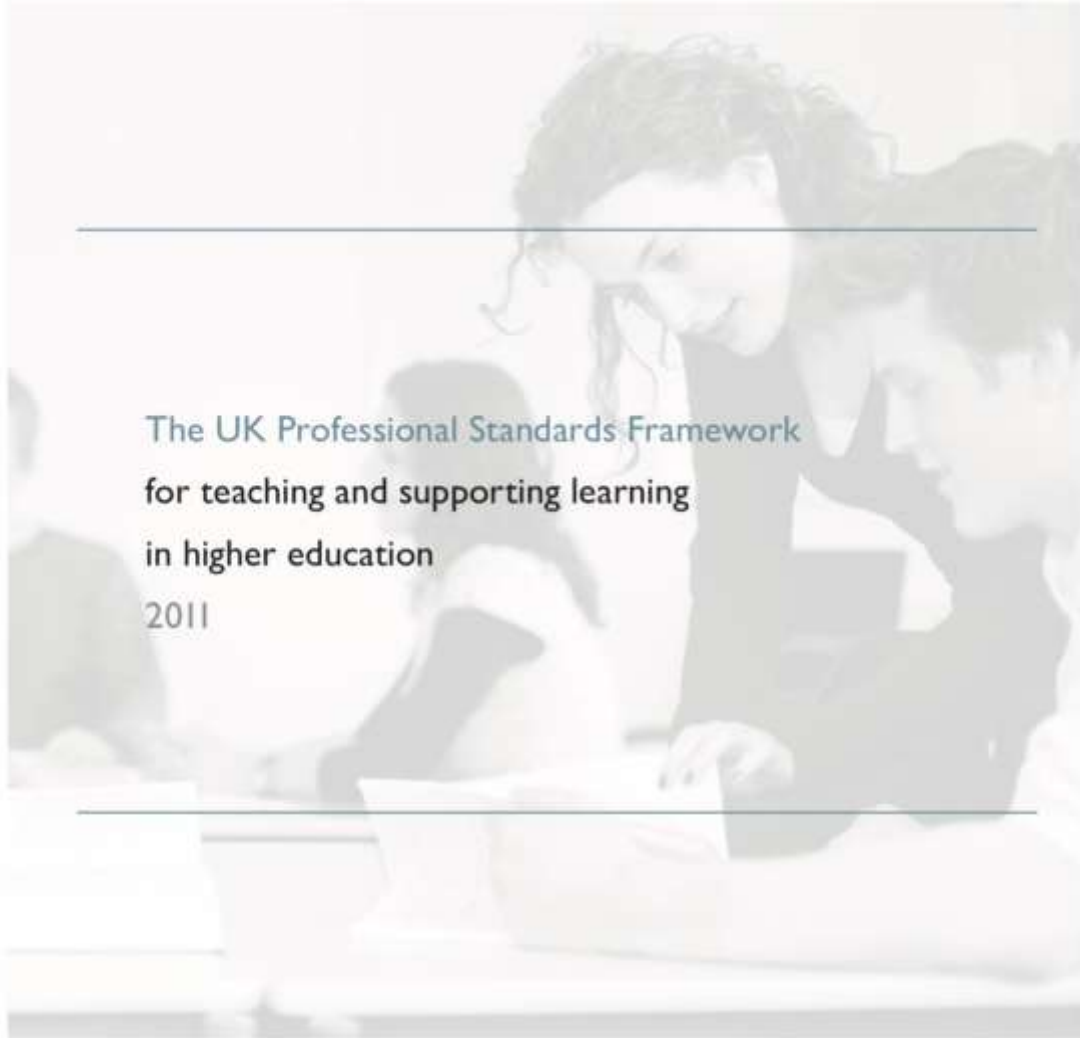 The UK Professional Standards Framework
for teaching and supporting learning
in higher education
2011